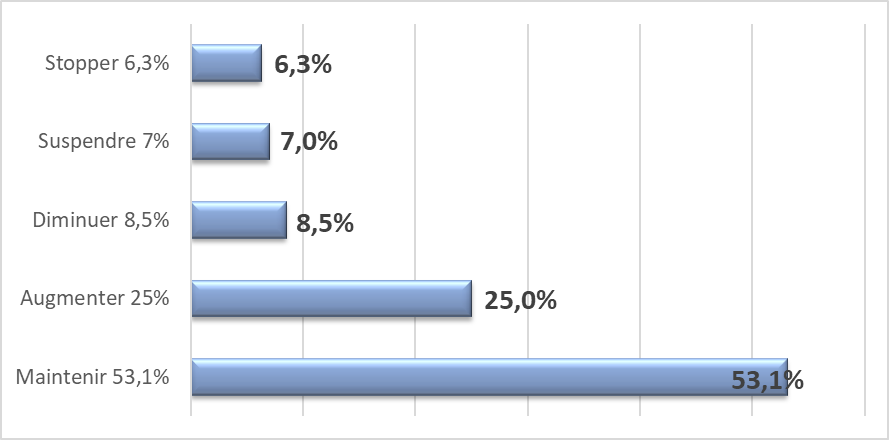 Stopper 6,3% 6,3%
Suspendre 7% 7,0%
Diminuer 8,5% 8,5%
Augmenter 25% 25,0%
Maintenir 53,1% 53,1%